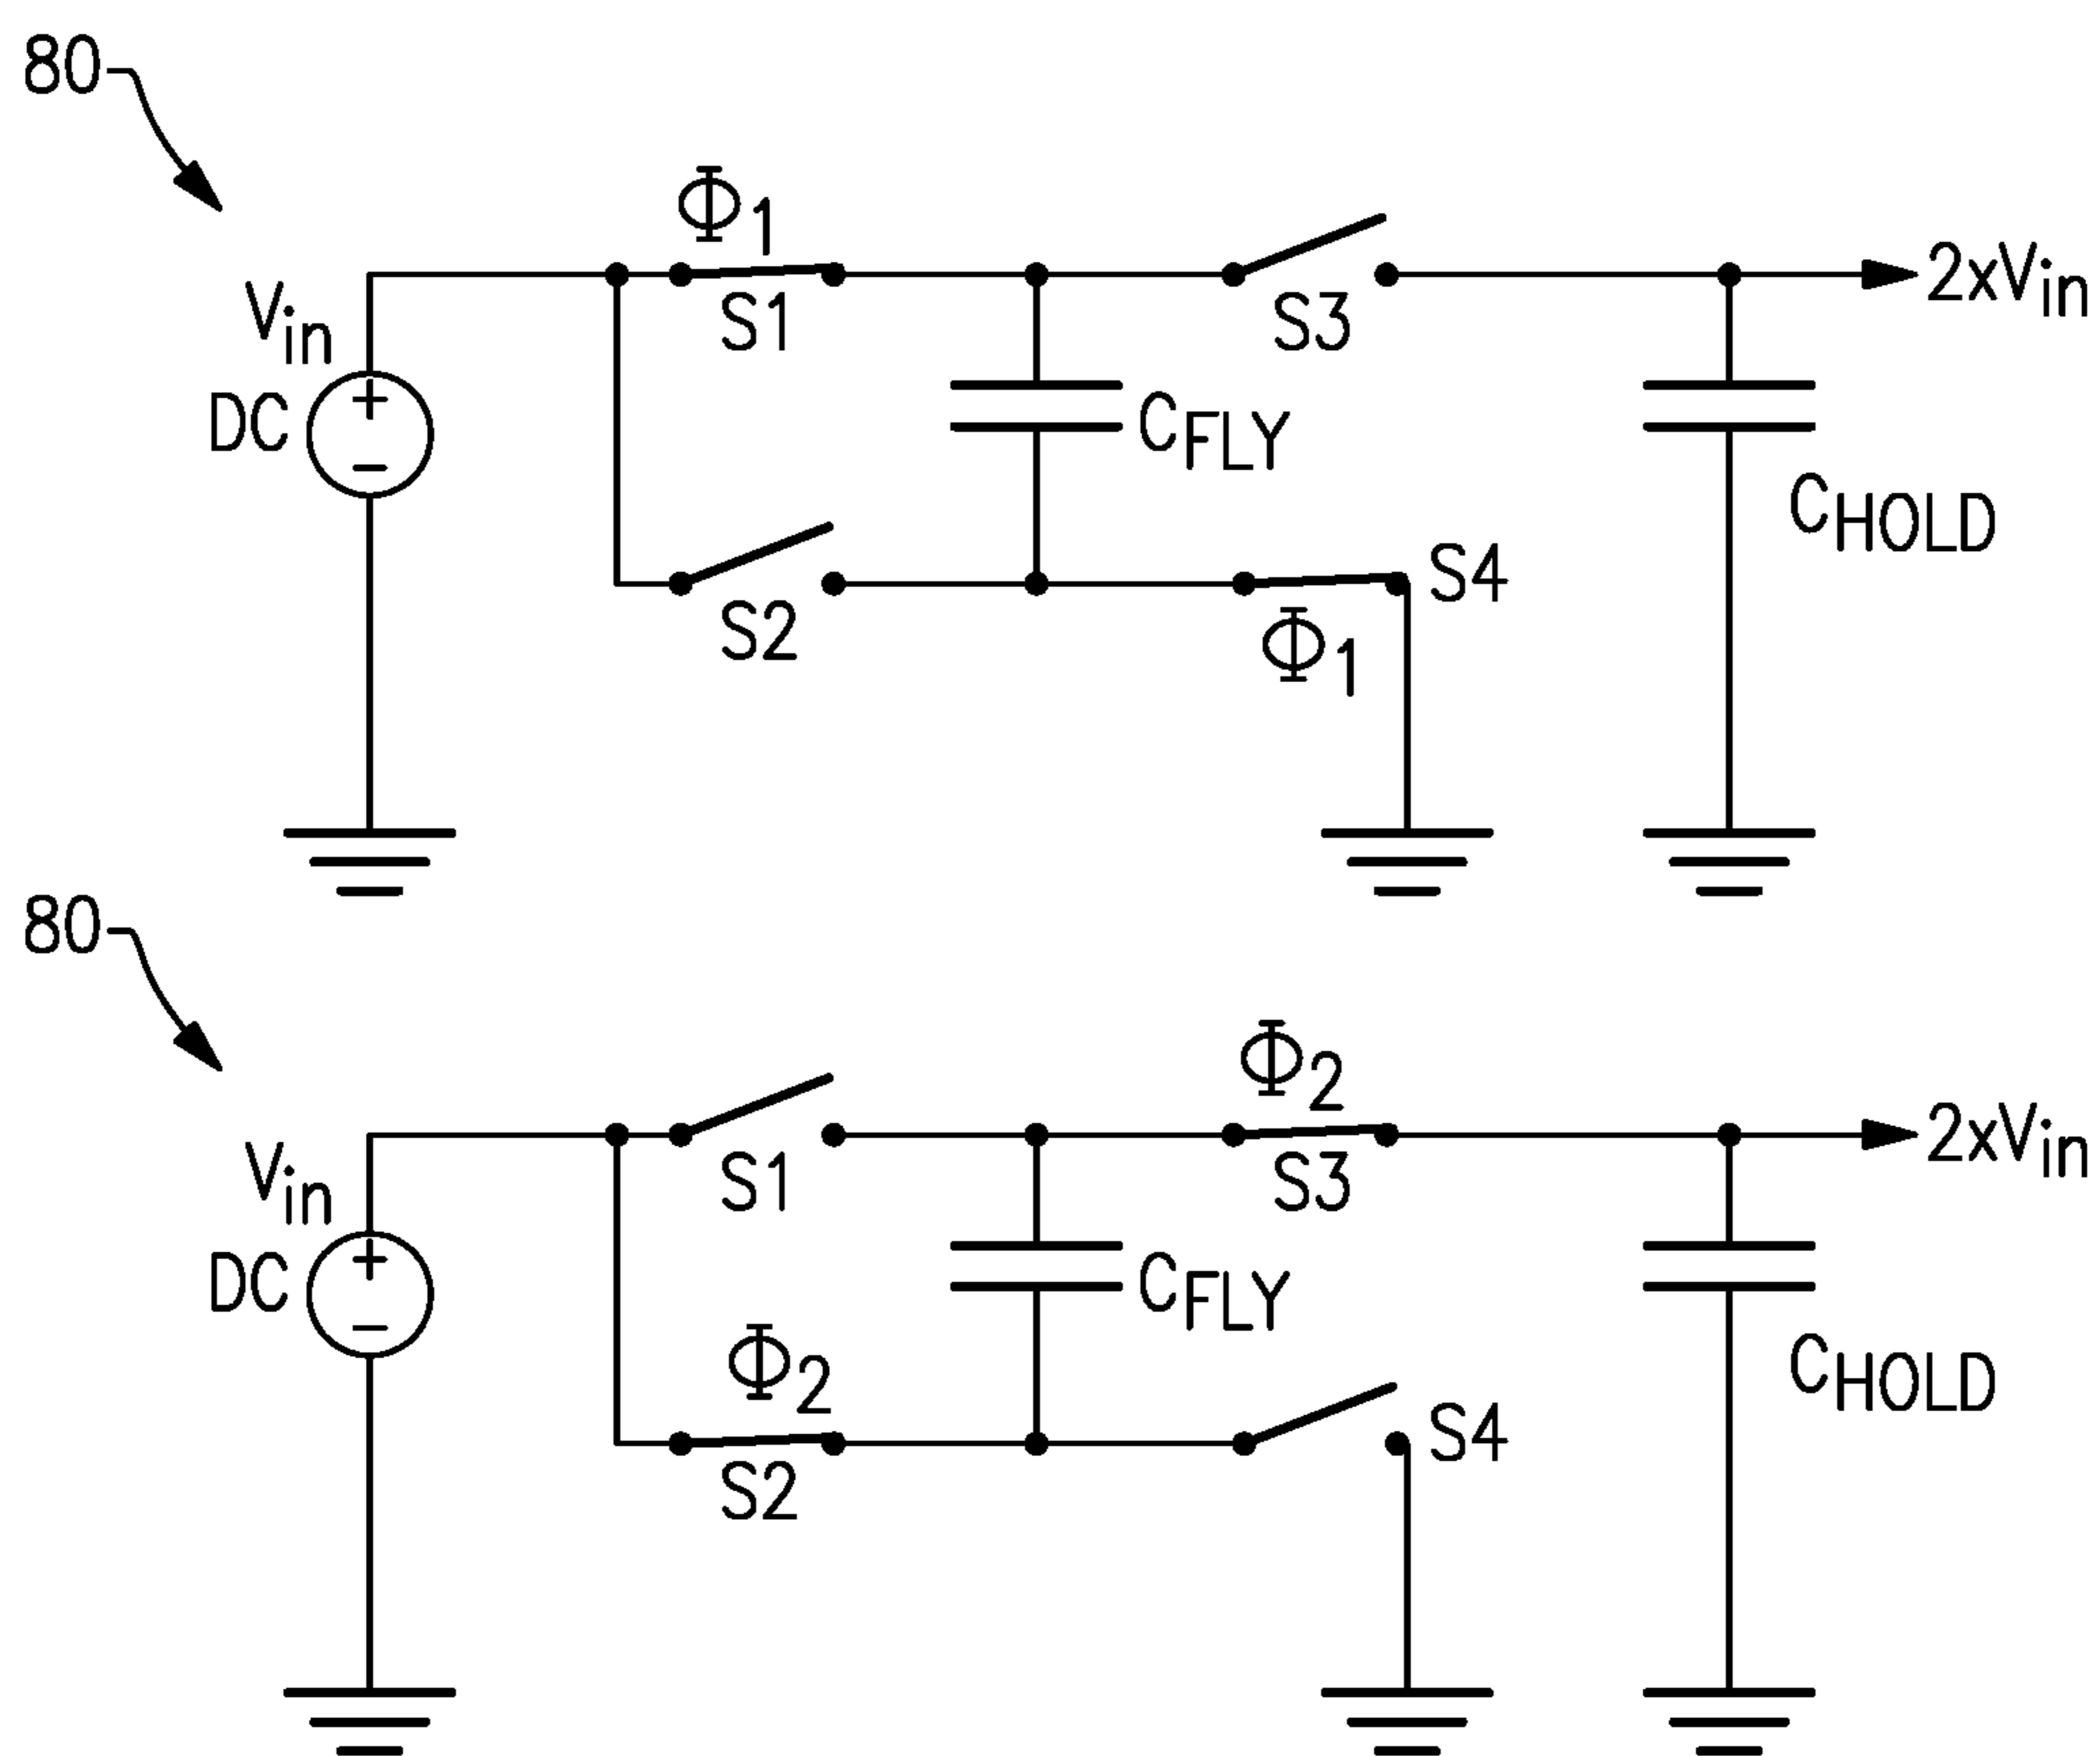 80
Φ1
Vin
S1
S3
2xVin
+
DC
CFLY
–
CHOLD
S4
S2
Φ1
80
Φ2
Vin
S1
S3
2xVin
+
DC
CFLY
–
Φ2
CHOLD
S4
S2